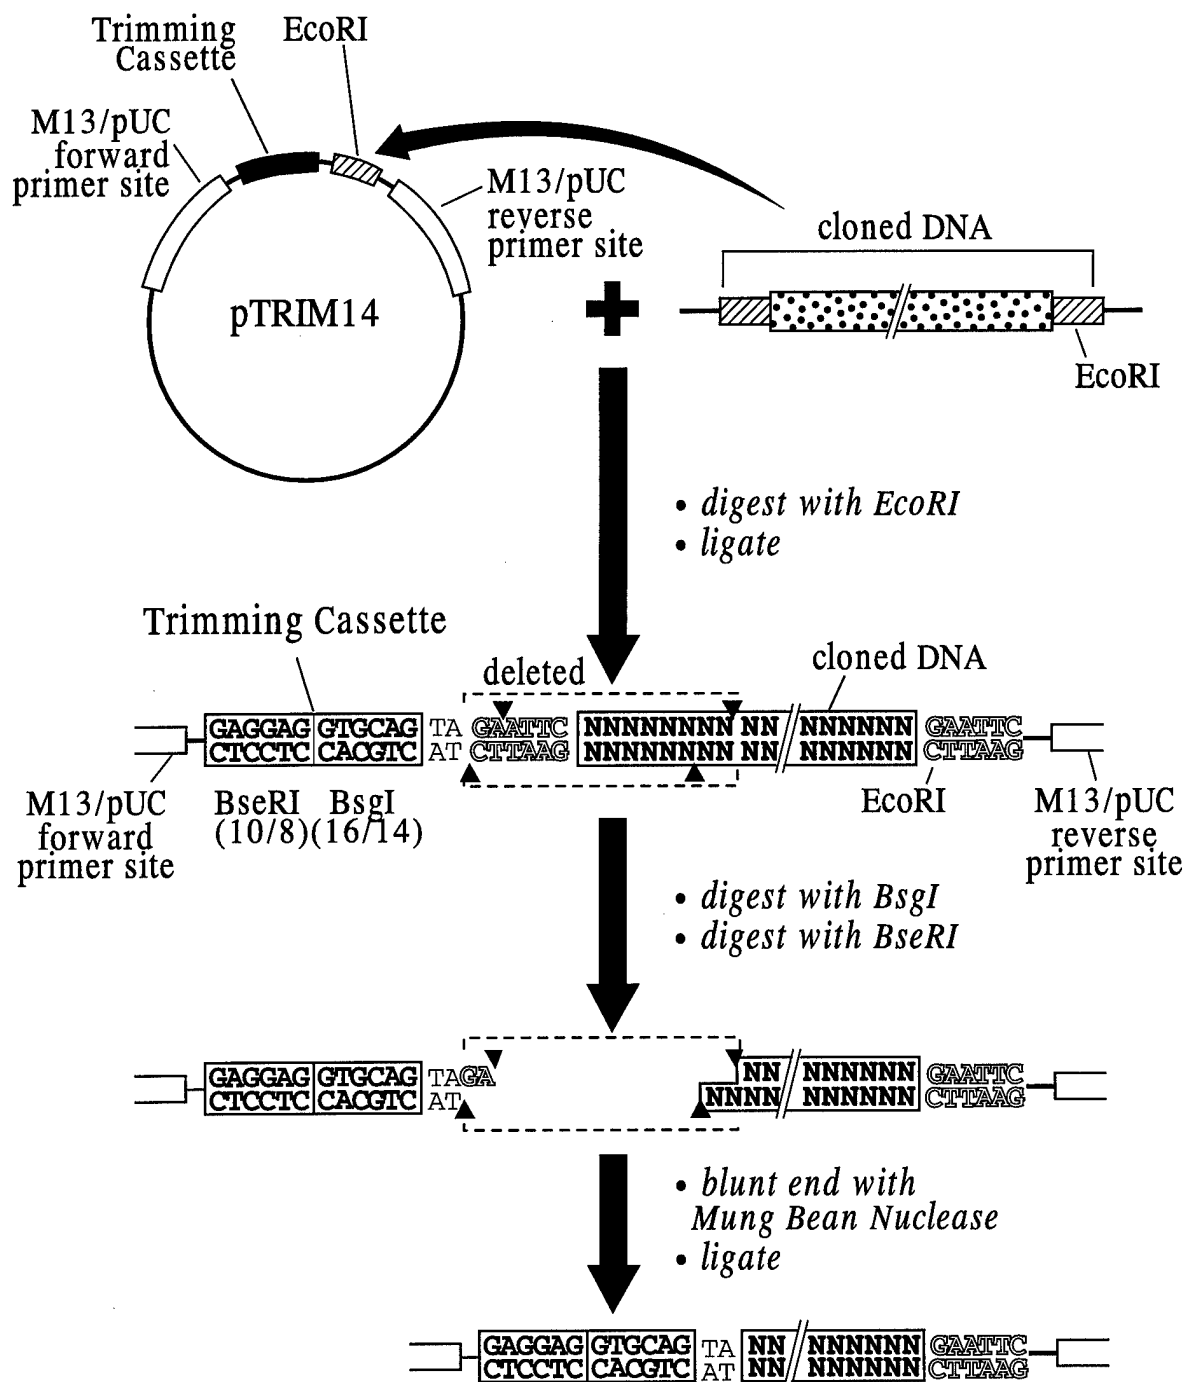 Trimming
Cassette
EcoRI
M13/pUC
forward
primer site
M13/pUC
reverse
primer site
pTRIM14
cloned DNA
EcoRI
• digest with EcoRI
• ligate
Trimming Cassette
deleted
cloned DNA
GAGGAG GTGCAG TA GAATTC NNNNNNNN NN NNNNNN GAATTC
CTCCTC CACGTC AT CTTAAG NNNNNNNN NN NNNNNN CTTAAG
M13/pUC
forward
primer site
BseRI BsgI
(10/8)(16/14)
EcoRI
M13/pUC
reverse
primer site
• digest with BsgI
• digest with BseRI
GAGGAG GTGCAG TAGA NN NNNNNN GAATTC
CTCCTC CACGTC AT NNNN NNNNNN CTTAAG
• blunt end with
Mung Bean Nuclease
• ligate
GAGGAG GTGCAG TA NN NNNNNN GAATTC
CTCCTC CACGTC AT NN NNNNNN CTTAAG